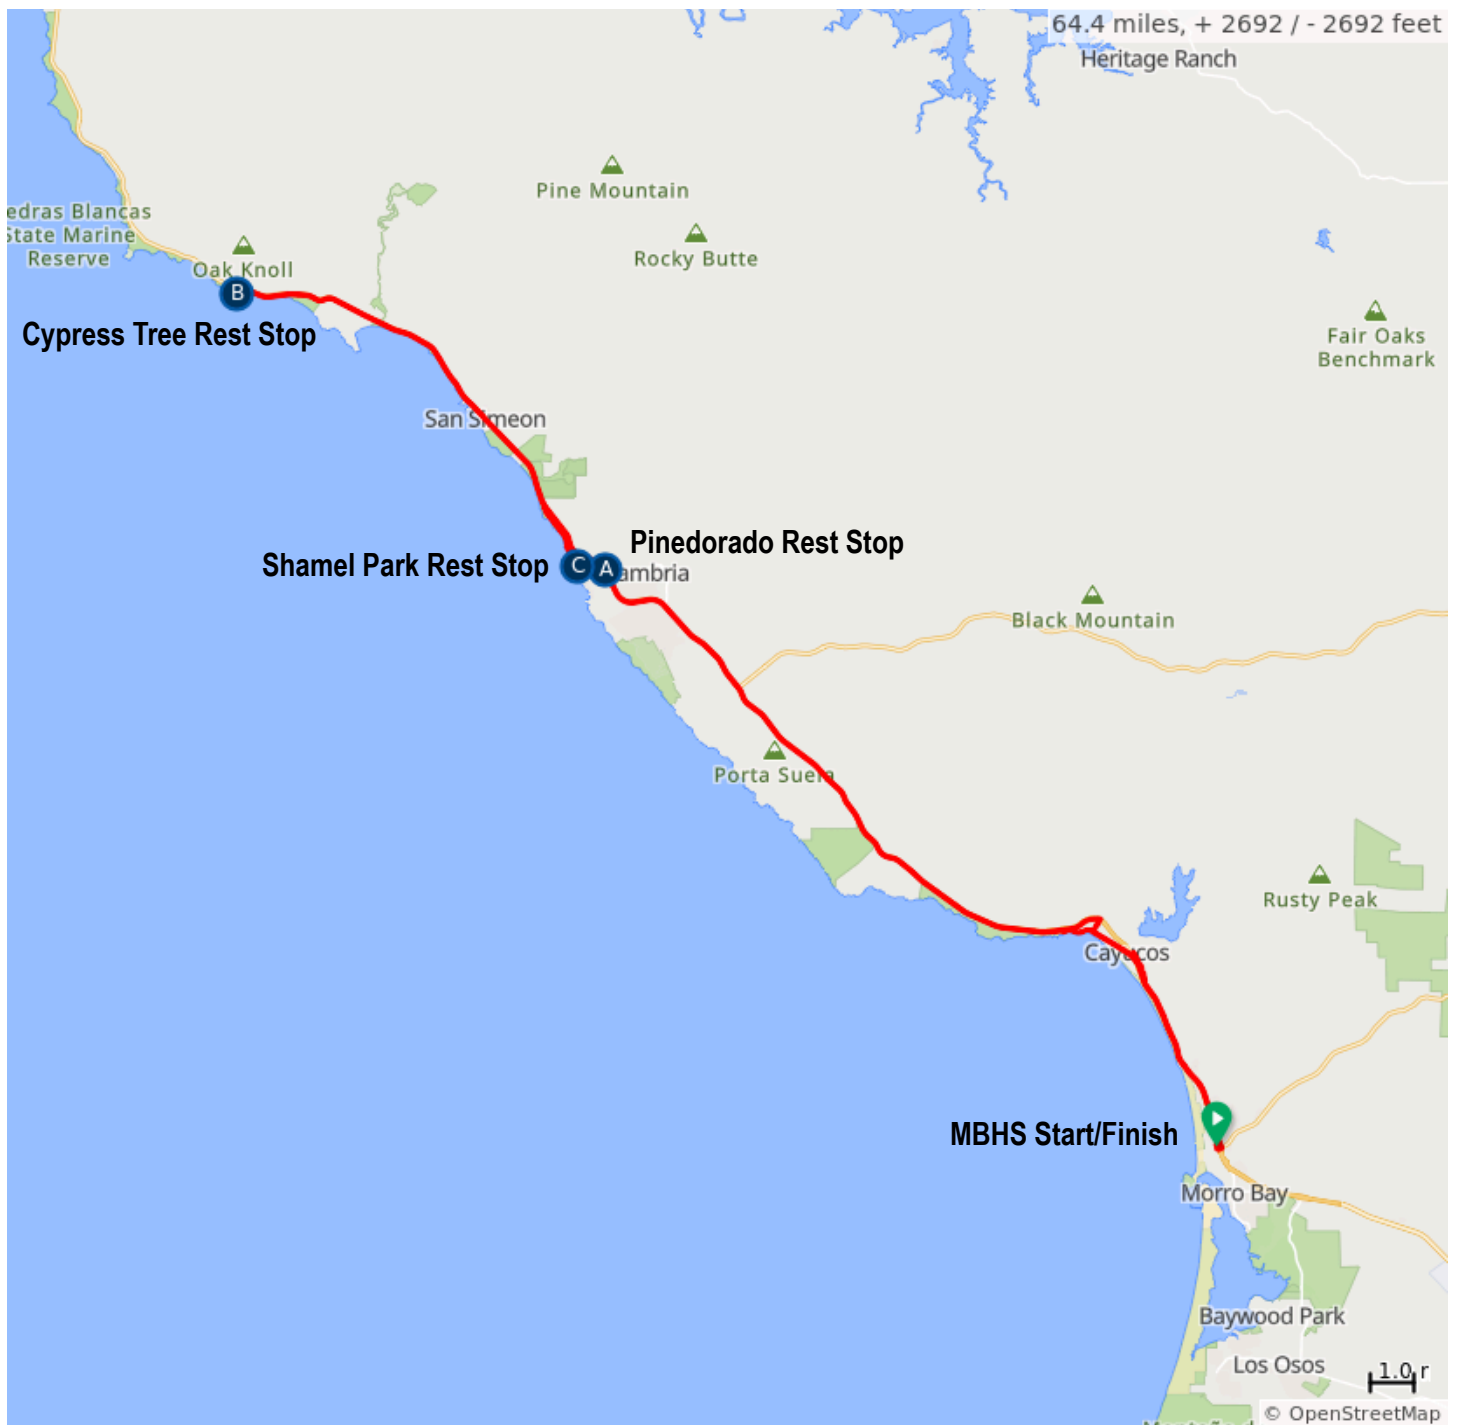 64.4 miles, + 2692 / - 2692 feet
Heritage Ranch
Pine Mountain
edras Blancas
State Marine
Reserve
Rocky Butte
Oak Knoll
B
Cypress Tree Rest Stop
Fair Oaks
Benchmark
San Simeon
Pinedorado Rest Stop
Shamel Park Rest Stop
C
A
ambria
Black Mountain
Porta Suela
Rusty Peak
Cayucos
MBHS Start/Finish
Morro Bay
Baywood Park
Los Osos
1.0 r
© OpenStreetMap